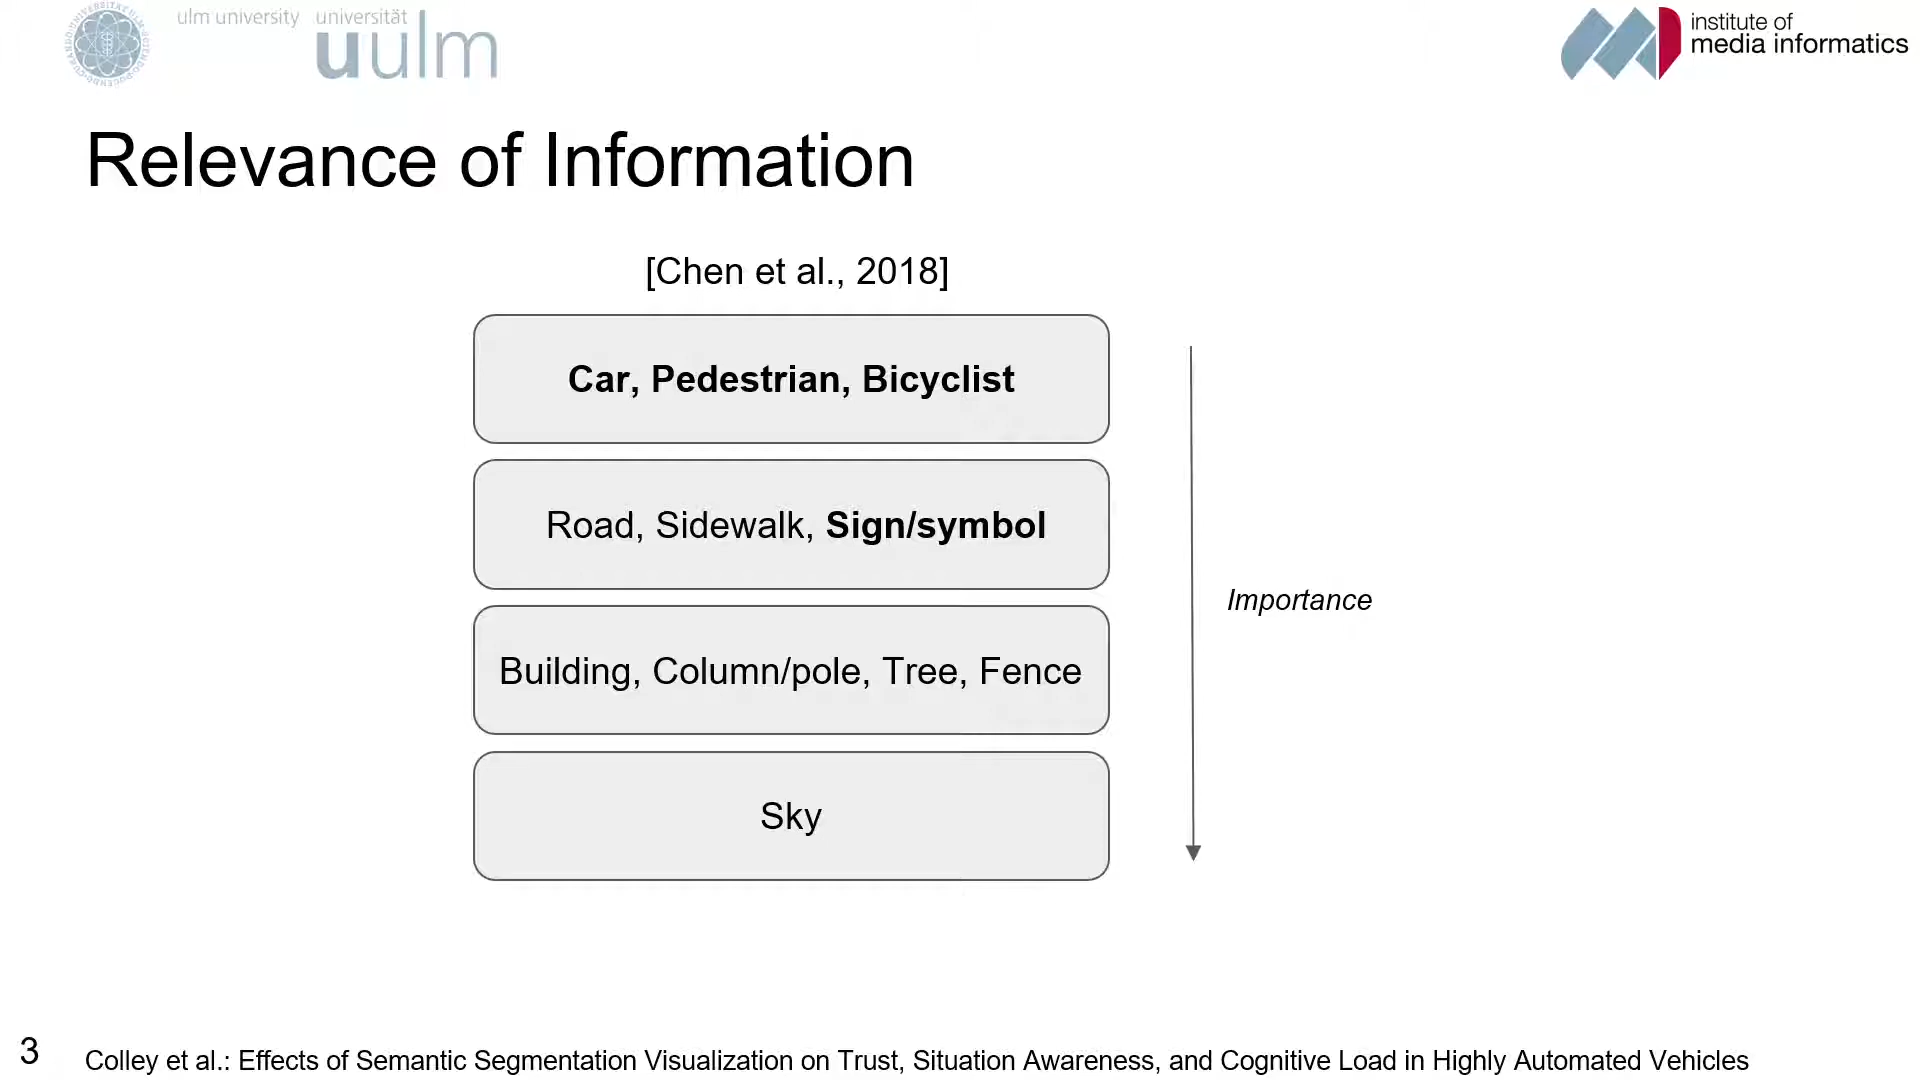 ulm university universität
uulm
institute of
media informatics
Relevance of Information
[Chen et al., 2018]
Car, Pedestrian, Bicyclist
Road, Sidewalk, Sign/symbol
Building, Column/pole, Tree, Fence
Sky
Importance
3
Colley et al.: Effects of Semantic Segmentation Visualization on Trust, Situation Awareness, and Cognitive Load in Highly Automated Vehicles